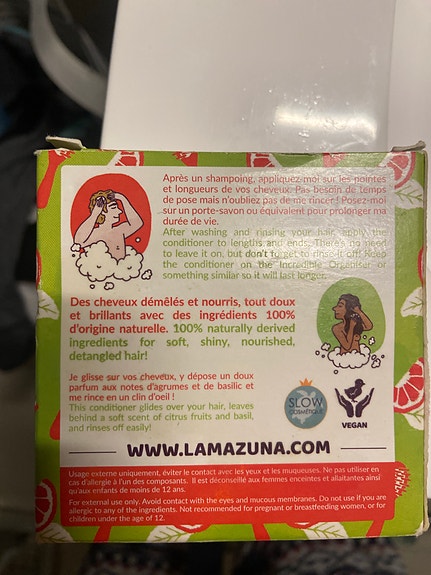 Après un shampoing, appliquez-moi sur les pointes
et longueurs de vos cheveux. Pas besoin de temps
de pose mais n'oubliez pas de me rincer ! Posez-moi
sur un porte-savon ou équivalent pour prolonger ma
durée de vie.
After washing and rinsing your hair, apply the
conditioner to lengths and ends. There's no need
to leave it on, but don't forget to rinse it off! Keep
the conditioner on the Incredible Organiser or
something similar so it will last longer.
Des cheveux démêlés et nourris, tout doux
et brillants avec des ingrédients 100%
d'origine naturelle. 100% naturally derived
ingredients for soft, shiny, nourished,
detangled hair!
Je glisse sur vos cheveux, y dépose un doux
parfum aux notes d'agrumes et de basilic et
me rince en un clin d'oeil !
This conditioner glides over your hair, leaves
behind a soft scent of citrus fruits and basil,
and rinses off easily!
SLOW
COSMÉTIQUE
VEGAN
WWW.LAMAZUNA.COM
Usage externe uniquement, éviter le contact avec les yeux et les muqueuses. Ne pas utiliser en
cas d'allergie à l'un des composants. Il est déconseillé aux femmes enceintes et allaitantes ainsi
qu'aux enfants de moins de 12 ans.
For external use only. Avoid contact with the eyes and mucous membranes. Do not use if you are
allergic to any of the ingredients. Not recommended for pregnant or breastfeeding women, or for
children under the age of 12.